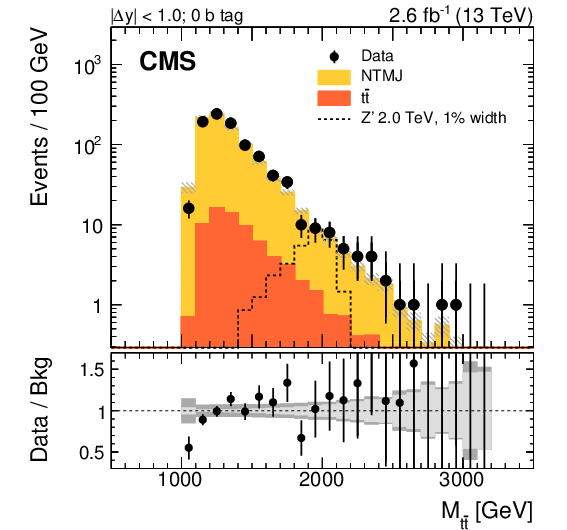 |Δy| < 1.0; 0 b tag 2.6 fb⁻¹ (13 TeV)
CMS
Data
NTMJ
tt̄
Z' 2.0 TeV, 1% width
Events / 100 GeV
10³
10²
10
1
Data / Bkg
1.5
1
0.5
1000 2000 3000
M_tt̄ [GeV]